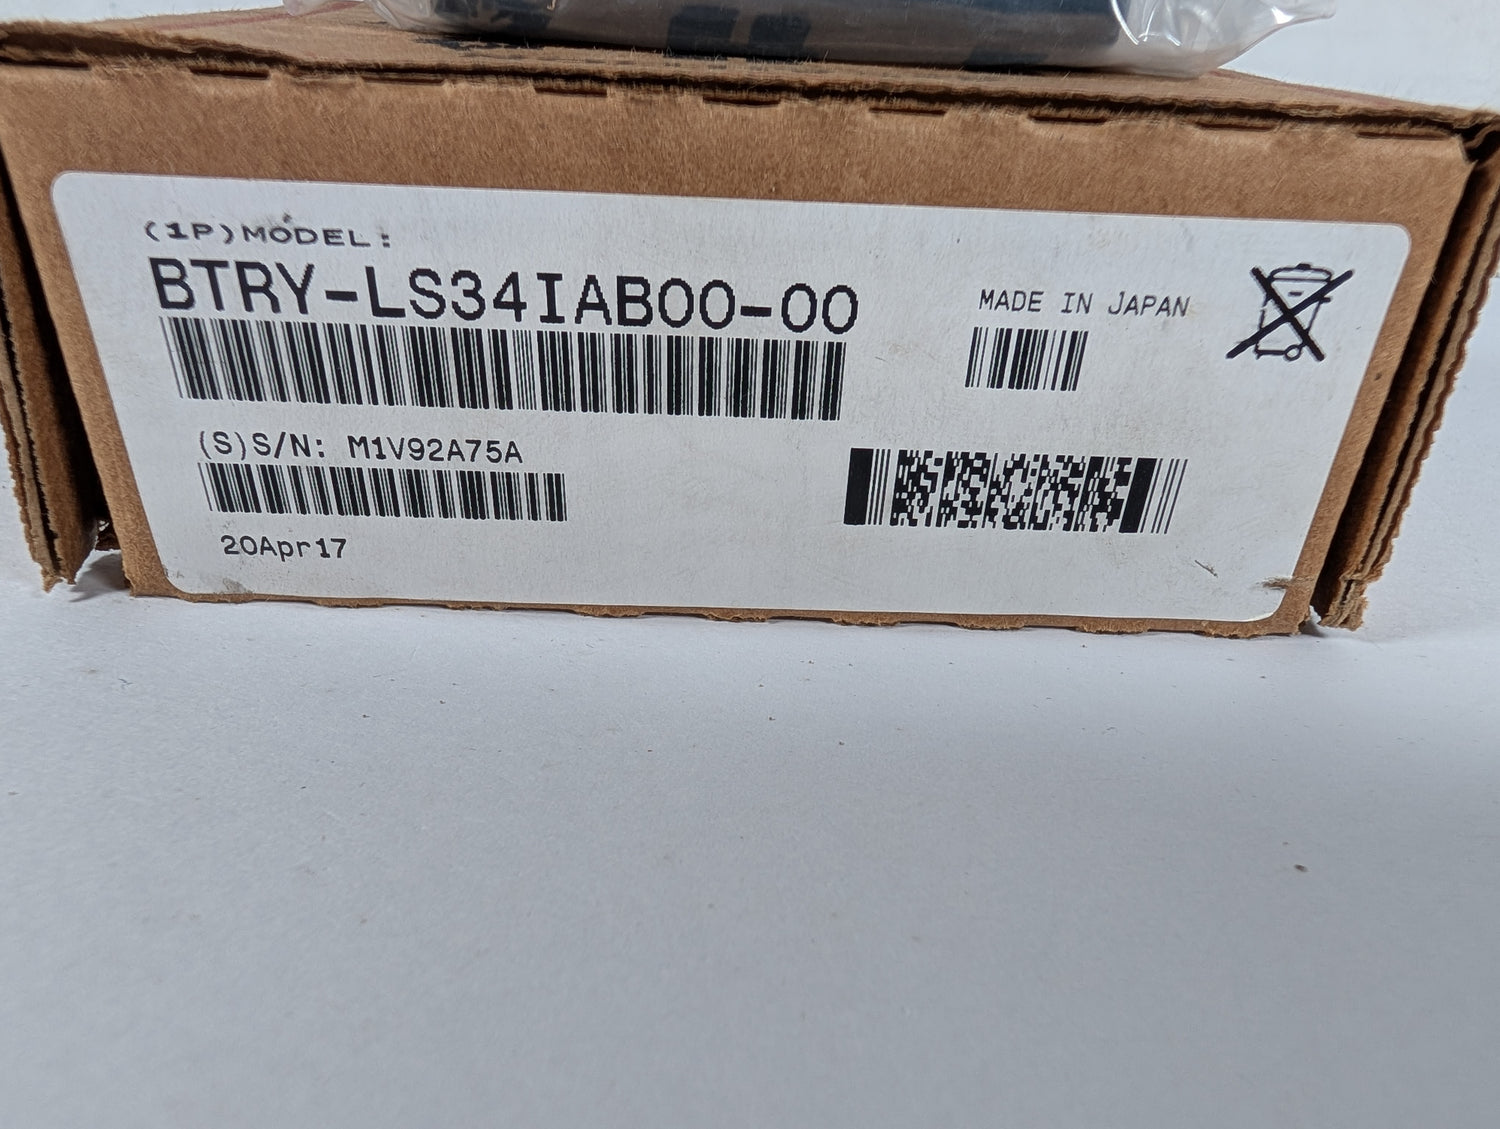 (1P)MODEL:
BTRY-LS34IAB00-00
MADE IN JAPAN
(S)S/N: M1V92A75A
20Apr17